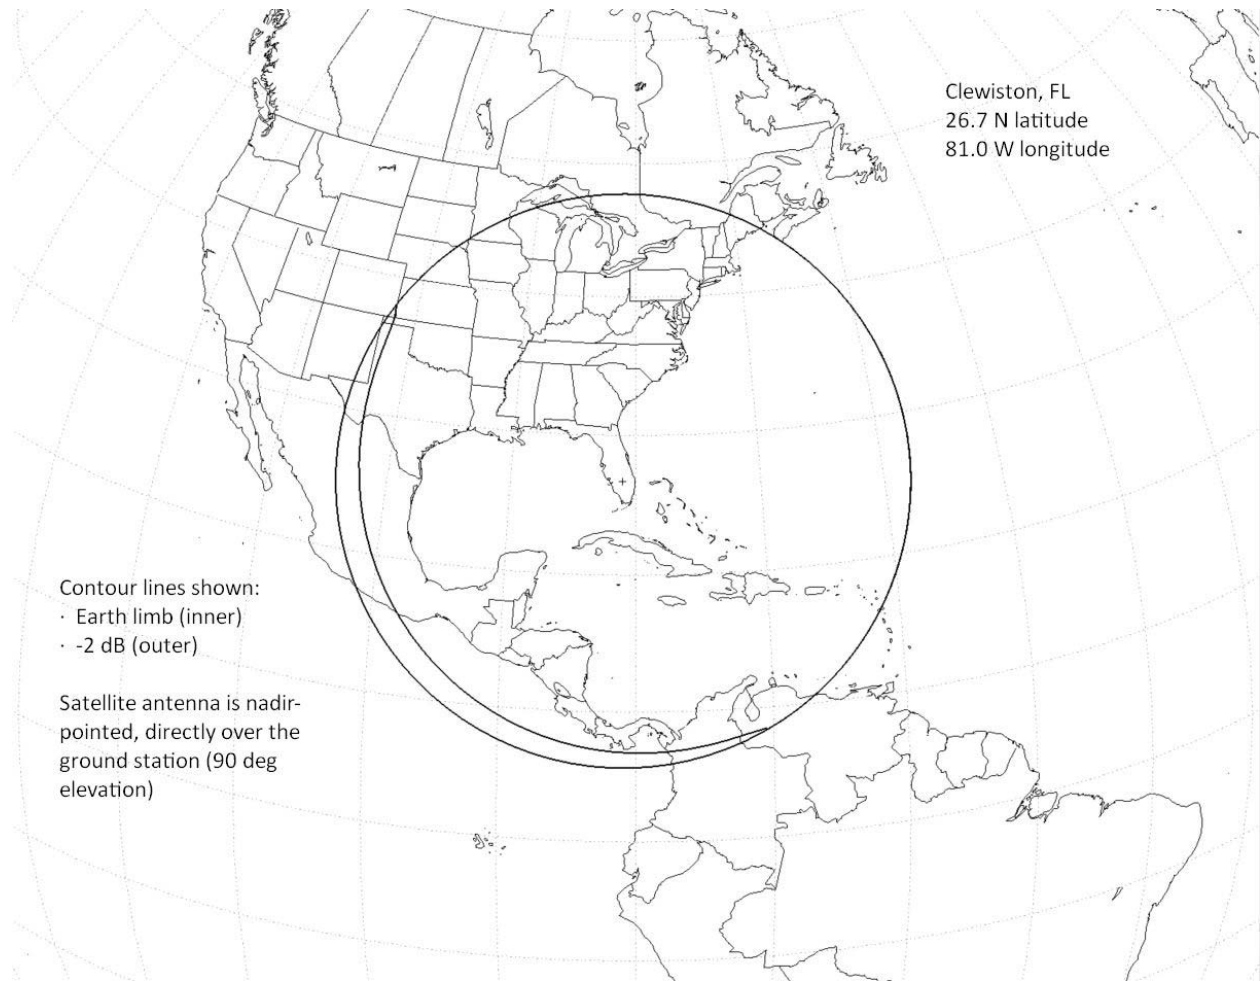 Clewiston, FL
26.7 N latitude
81.0 W longitude
Contour lines shown:
· Earth limb (inner)
· -2 dB (outer)
Satellite antenna is nadir-
pointed, directly over the
ground station (90 deg
elevation)